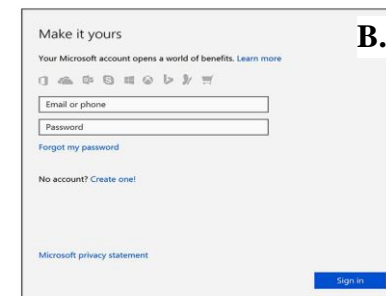 Make it yours
B.
Your Microsoft account opens a world of benefits. Learn more
Email or phone
Password
Forgot my password
No account? Create one!
Microsoft privacy statement
Sign in